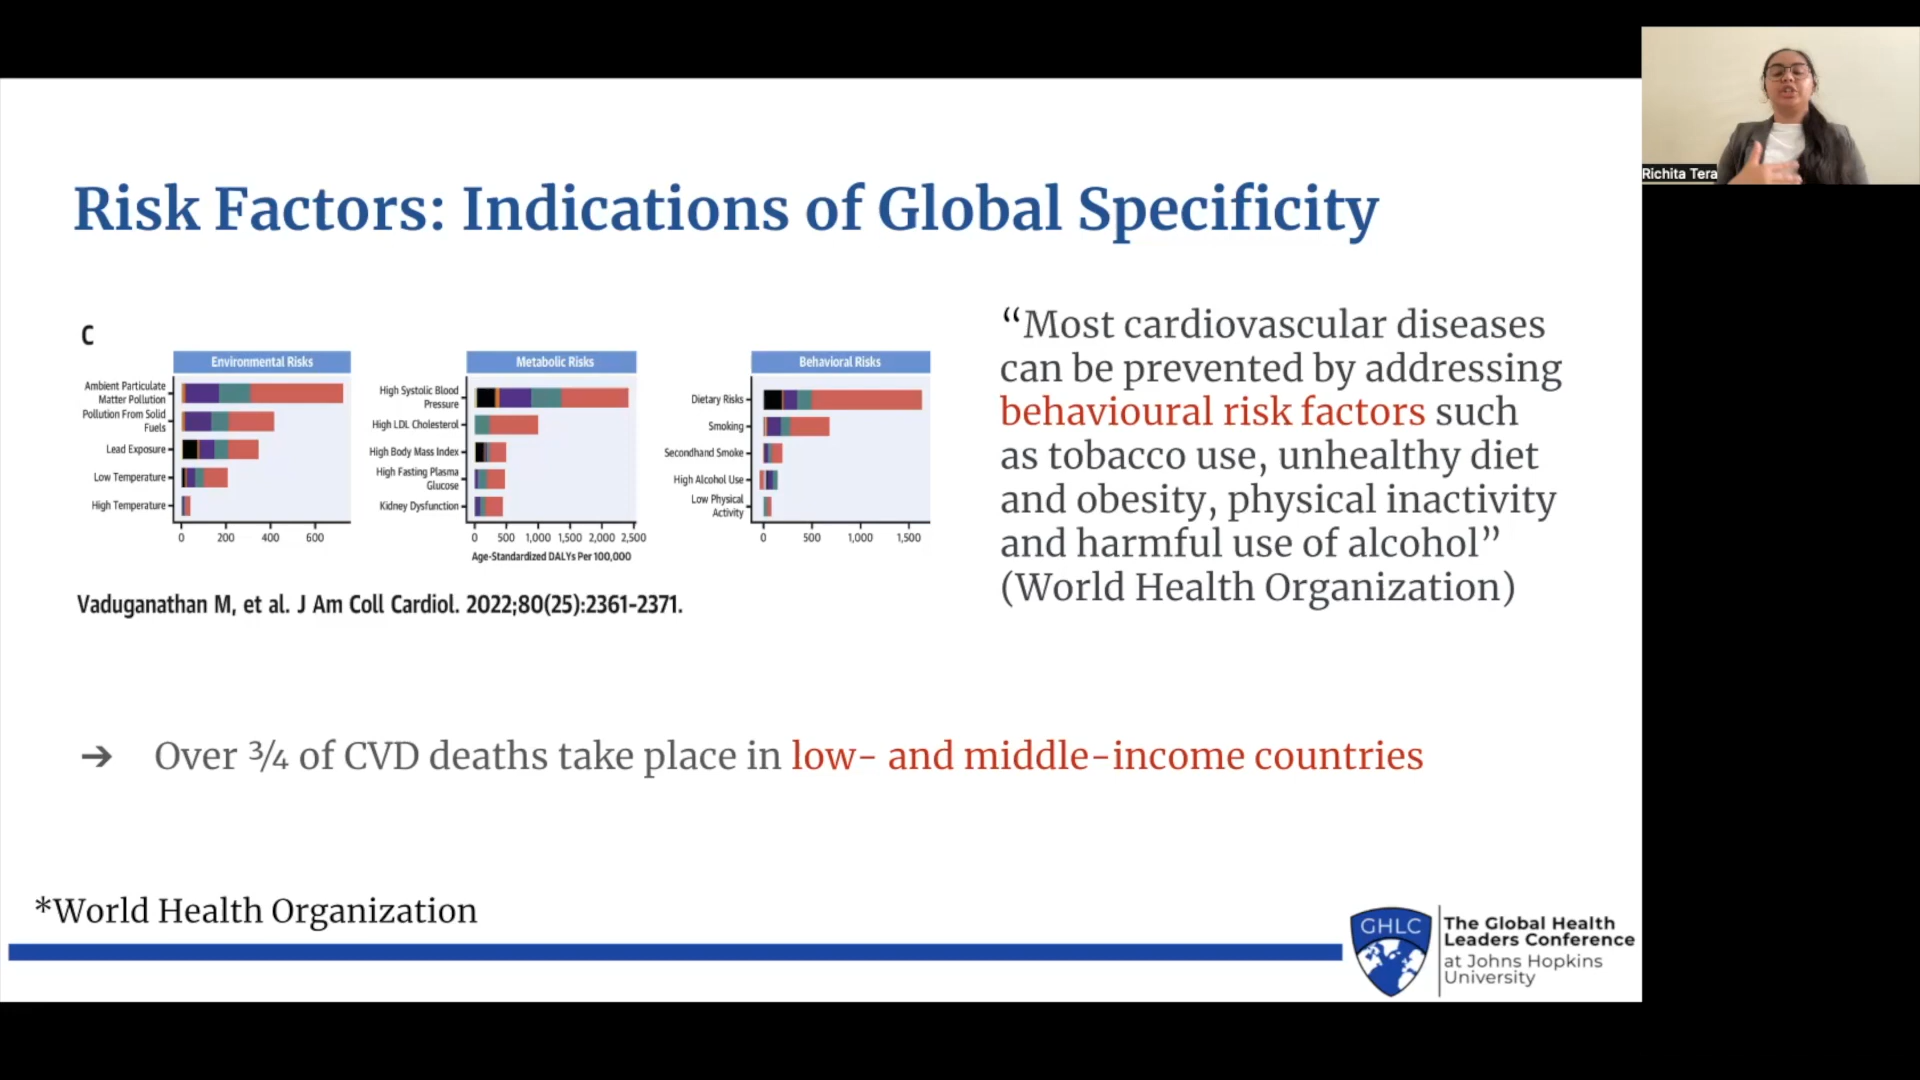 Richita Tera
Risk Factors: Indications of Global Specificity
C
Environmental Risks
Ambient Particulate
Matter Pollution
Pollution From Solid
Fuels
Lead Exposure
Low Temperature
High Temperature
0 200 400 600
Metabolic Risks
High Systolic Blood
Pressure
High LDL Cholesterol
High Body Mass Index
High Fasting Plasma
Glucose
Kidney Dysfunction
0 500 1,000 1,500 2,000 2,500
Age-Standardized DALYs Per 100,000
Behavioral Risks
Dietary Risks
Smoking
Secondhand Smoke
High Alcohol Use
Low Physical
Activity
0 500 1,000 1,500
Vaduganathan M, et al. J Am Coll Cardiol. 2022;80(25):2361-2371.
“Most cardiovascular diseases
can be prevented by addressing
behavioural risk factors such
as tobacco use, unhealthy diet
and obesity, physical inactivity
and harmful use of alcohol”
(World Health Organization)
➔ Over ¾ of CVD deaths take place in low- and middle-income countries
*World Health Organization
GHLC
The Global Health
Leaders Conference
at Johns Hopkins
University